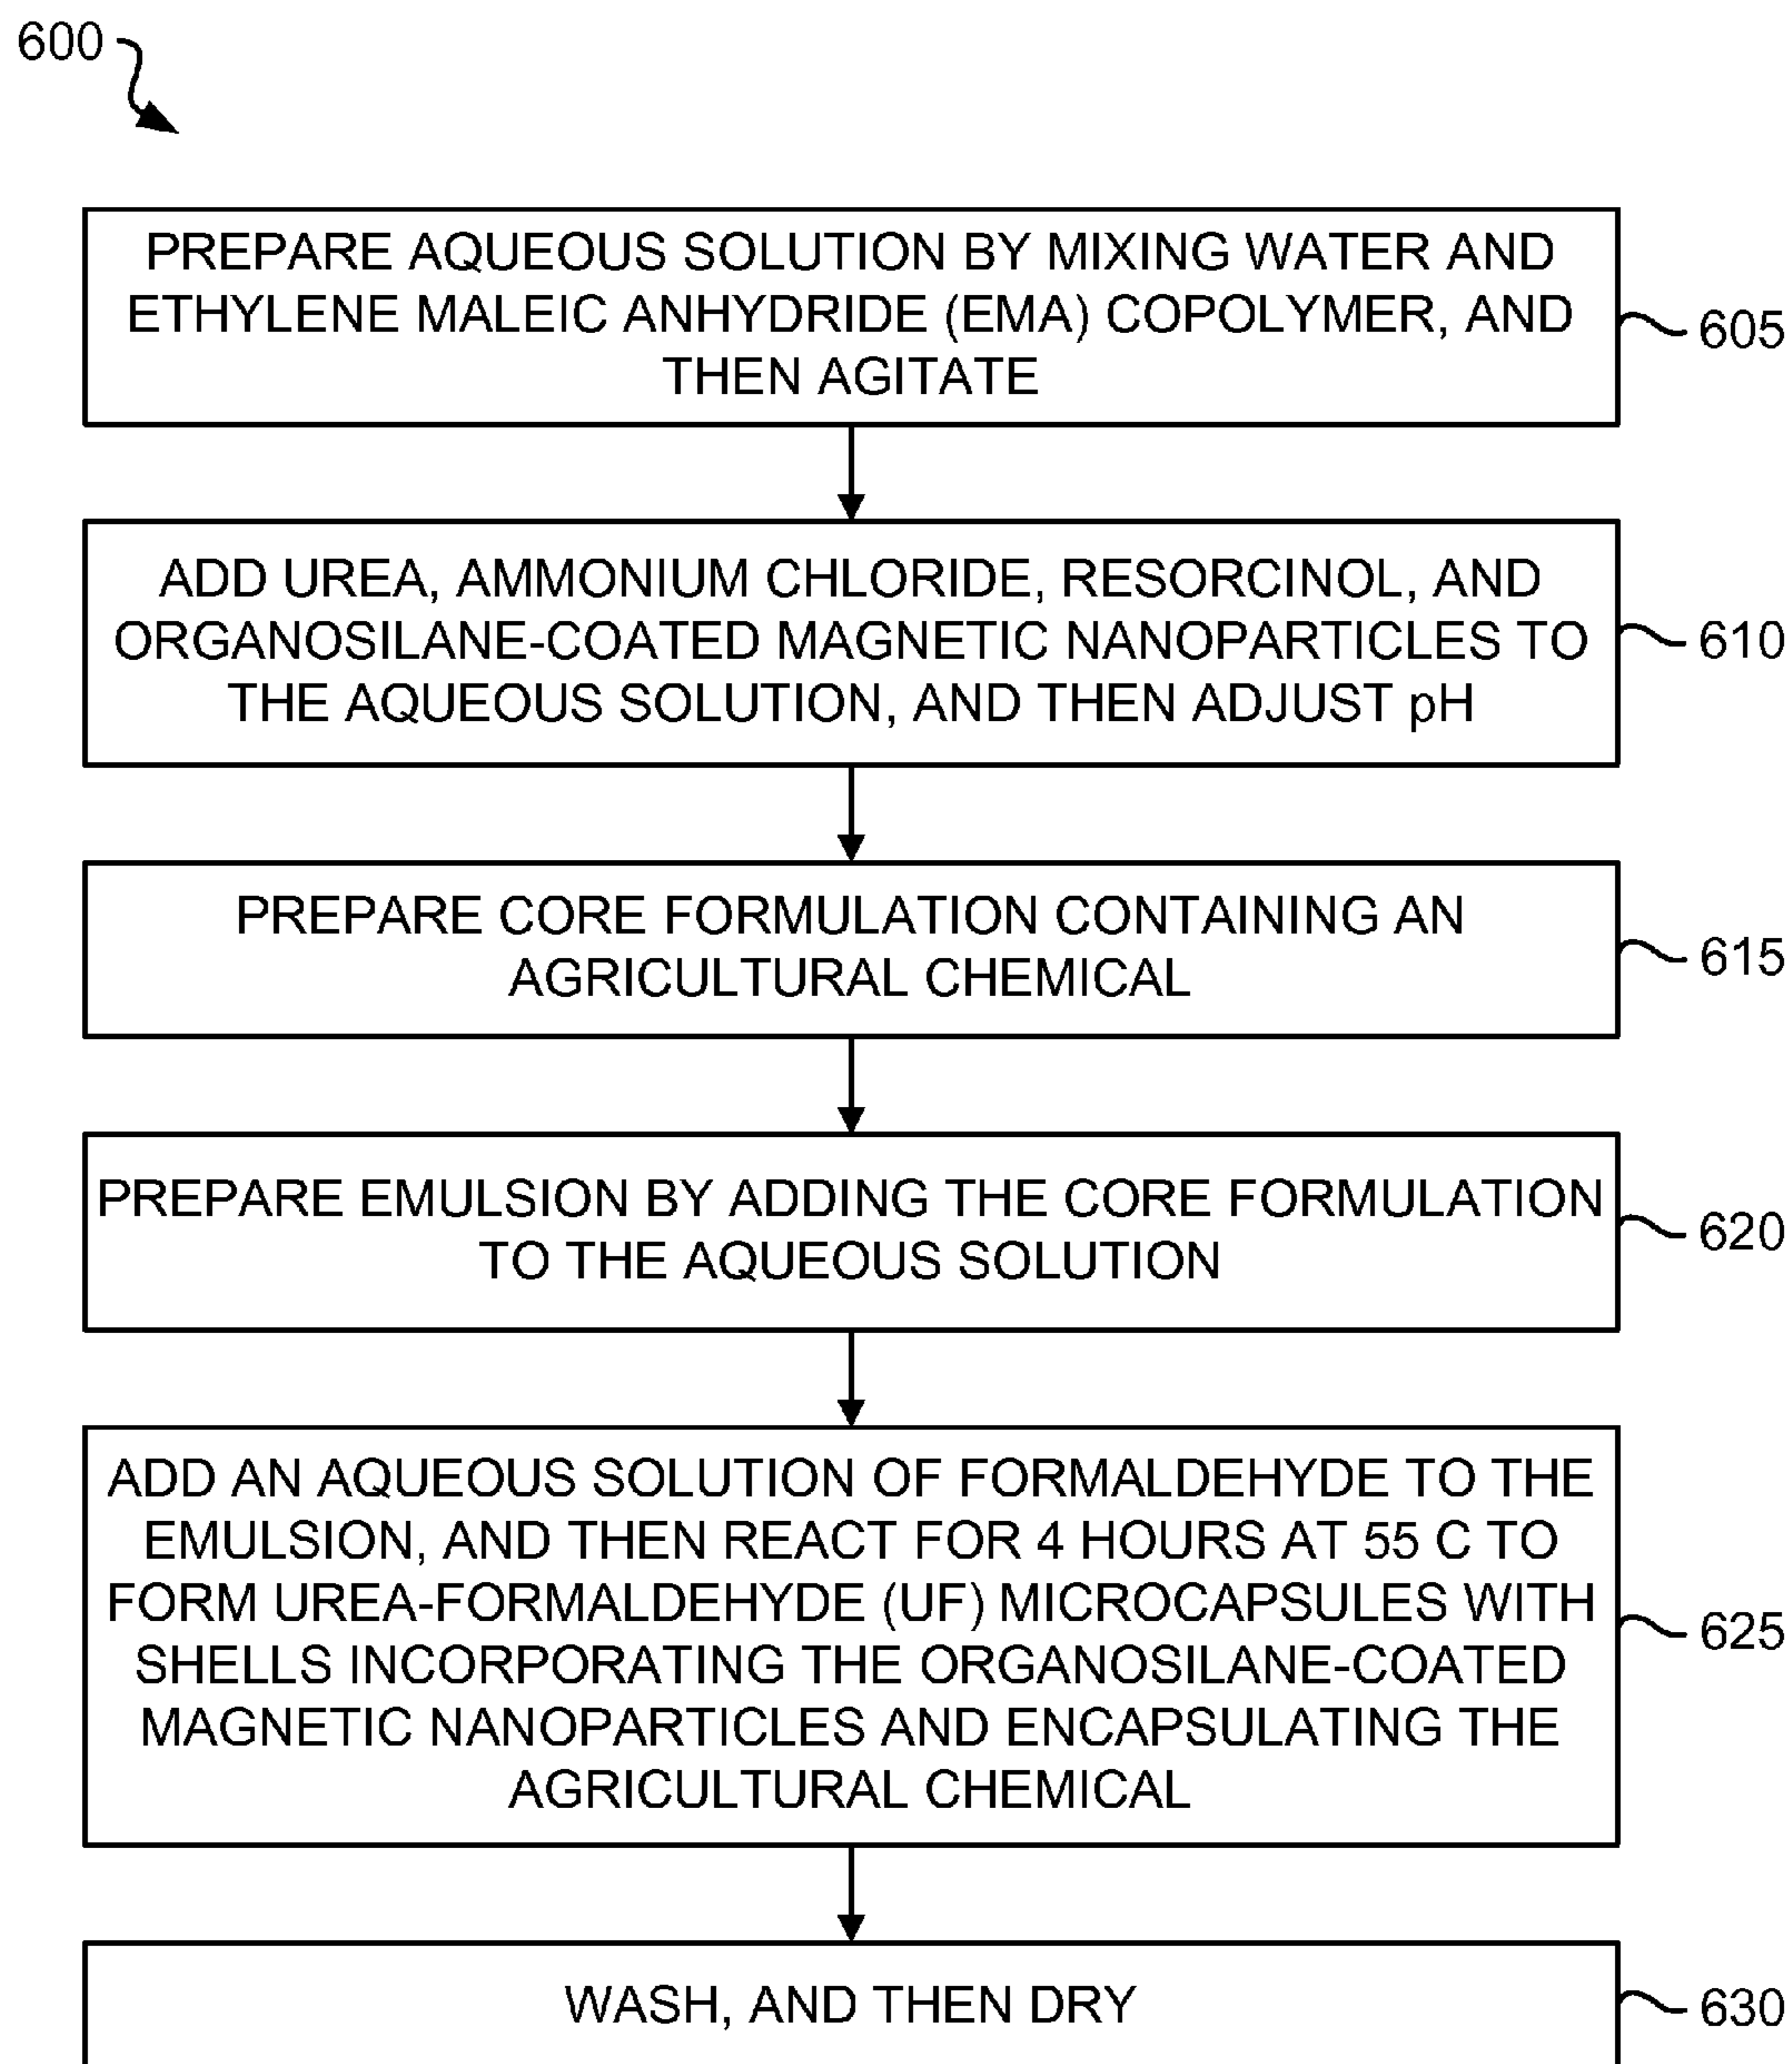 600
PREPARE AQUEOUS SOLUTION BY MIXING WATER AND
ETHYLENE MALEIC ANHYDRIDE (EMA) COPOLYMER, AND
THEN AGITATE
605
ADD UREA, AMMONIUM CHLORIDE, RESORCINOL, AND
ORGANOSILANE-COATED MAGNETIC NANOPARTICLES TO
THE AQUEOUS SOLUTION, AND THEN ADJUST pH
610
PREPARE CORE FORMULATION CONTAINING AN
AGRICULTURAL CHEMICAL
615
PREPARE EMULSION BY ADDING THE CORE FORMULATION
TO THE AQUEOUS SOLUTION
620
ADD AN AQUEOUS SOLUTION OF FORMALDEHYDE TO THE
EMULSION, AND THEN REACT FOR 4 HOURS AT 55 C TO
FORM UREA-FORMALDEHYDE (UF) MICROCAPSULES WITH
SHELLS INCORPORATING THE ORGANOSILANE-COATED
MAGNETIC NANOPARTICLES AND ENCAPSULATING THE
AGRICULTURAL CHEMICAL
625
WASH, AND THEN DRY
630